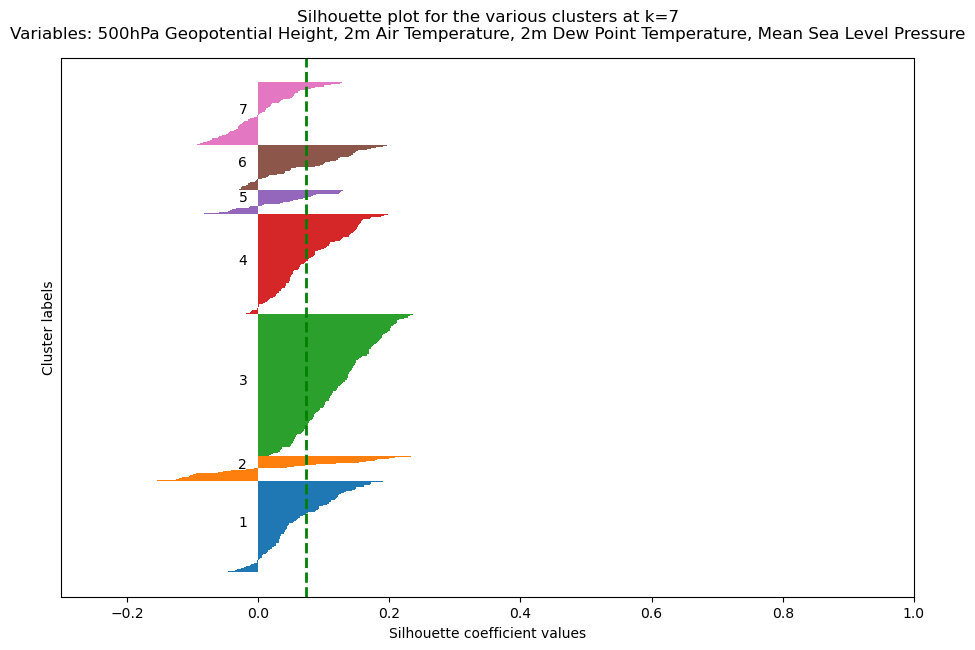 Silhouette plot for the various clusters at k=7
Variables: 500hPa Geopotential Height, 2m Air Temperature, 2m Dew Point Temperature, Mean Sea Level Pressure
7
6
5
4
3
2
1
Cluster labels
−0.2 0.0 0.2 0.4 0.6 0.8 1.0
Silhouette coefficient values